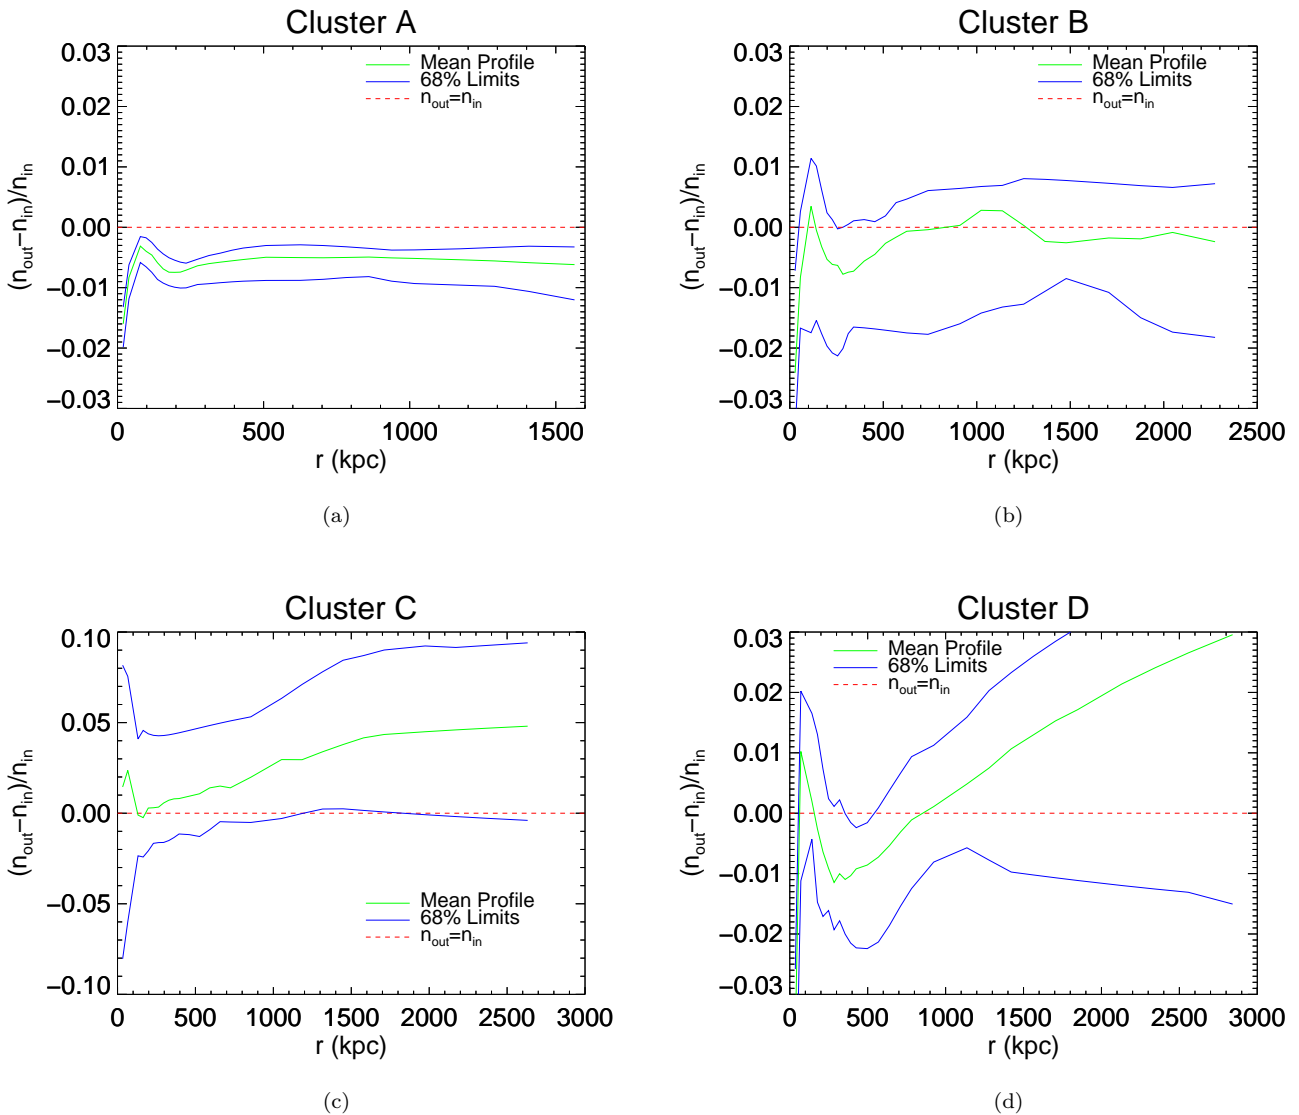 Cluster A
0.03
0.02
0.01
0.00
−0.01
−0.02
−0.03
(n_out−n_in)/n_in
Mean Profile
68% Limits
n_out=n_in
0 500 1000 1500
r (kpc)
(a)
Cluster B
0.03
0.02
0.01
0.00
−0.01
−0.02
−0.03
(n_out−n_in)/n_in
Mean Profile
68% Limits
n_out=n_in
0 500 1000 1500 2000 2500
r (kpc)
(b)
Cluster C
0.10
0.05
0.00
−0.05
−0.10
(n_out−n_in)/n_in
Mean Profile
68% Limits
n_out=n_in
0 500 1000 1500 2000 2500 3000
r (kpc)
(c)
Cluster D
0.03
0.02
0.01
0.00
−0.01
−0.02
−0.03
(n_out−n_in)/n_in
Mean Profile
68% Limits
n_out=n_in
0 500 1000 1500 2000 2500 3000
r (kpc)
(d)